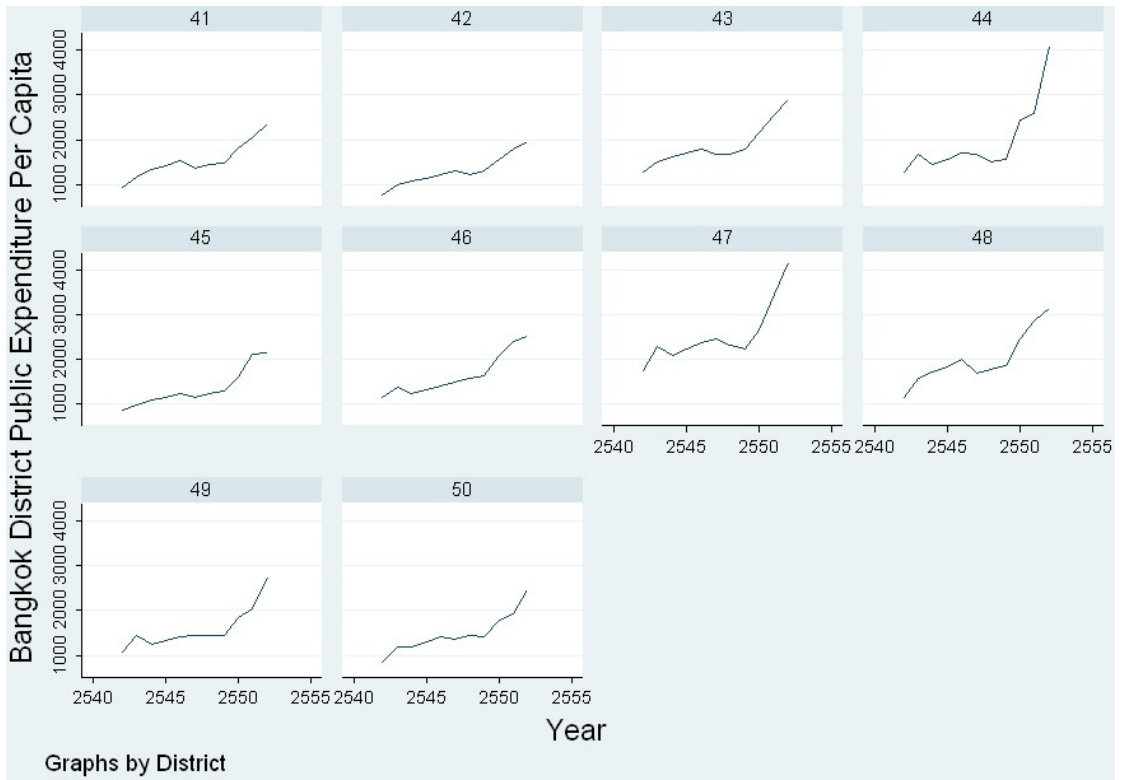 Bangkok District Public Expenditure Per Capita
41 42 43 44
1000 2000 3000 4000
45 46 47 48
1000 2000 3000 4000
2540 2545 2550 2555 2540 2545 2550 2555
49 50
1000 2000 3000 4000
2540 2545 2550 2555 2540 2545 2550 2555
Year
Graphs by District